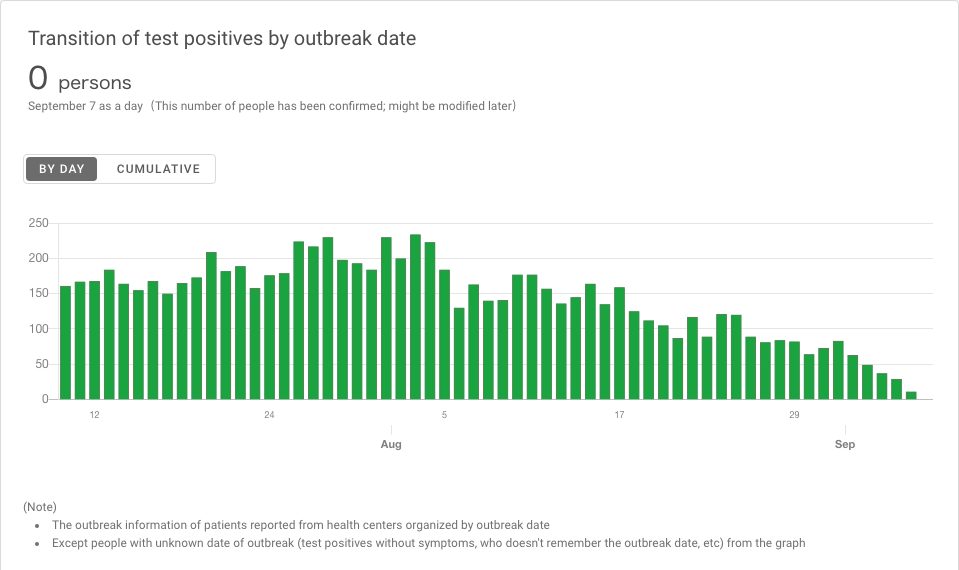 Transition of test positives by outbreak date
0 persons
September 7 as a day (This number of people has been confirmed; might be modified later)
BY DAY CUMULATIVE
250
200
150
100
50
0
12 24 5 17 29
Aug Sep
(Note)
• The outbreak information of patients reported from health centers organized by outbreak date
• Except people with unknown date of outbreak (test positives without symptoms, who doesn't remember the outbreak date, etc) from the graph